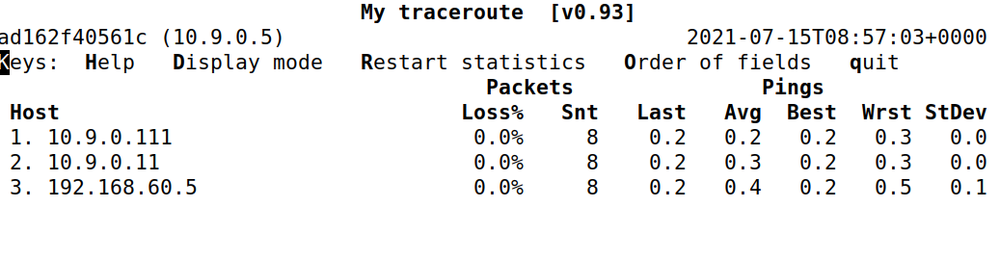 My traceroute  [v0.93]
ad162f40561c (10.9.0.5) 2021-07-15T08:57:03+0000
Keys:  Help   Display mode   Restart statistics   Order of fields   quit
Packets Pings
Host Loss% Snt Last Avg Best Wrst StDev
1. 10.9.0.111 0.0% 8 0.2 0.2 0.2 0.3 0.0
2. 10.9.0.11 0.0% 8 0.2 0.3 0.2 0.3 0.0
3. 192.168.60.5 0.0% 8 0.2 0.4 0.2 0.5 0.1